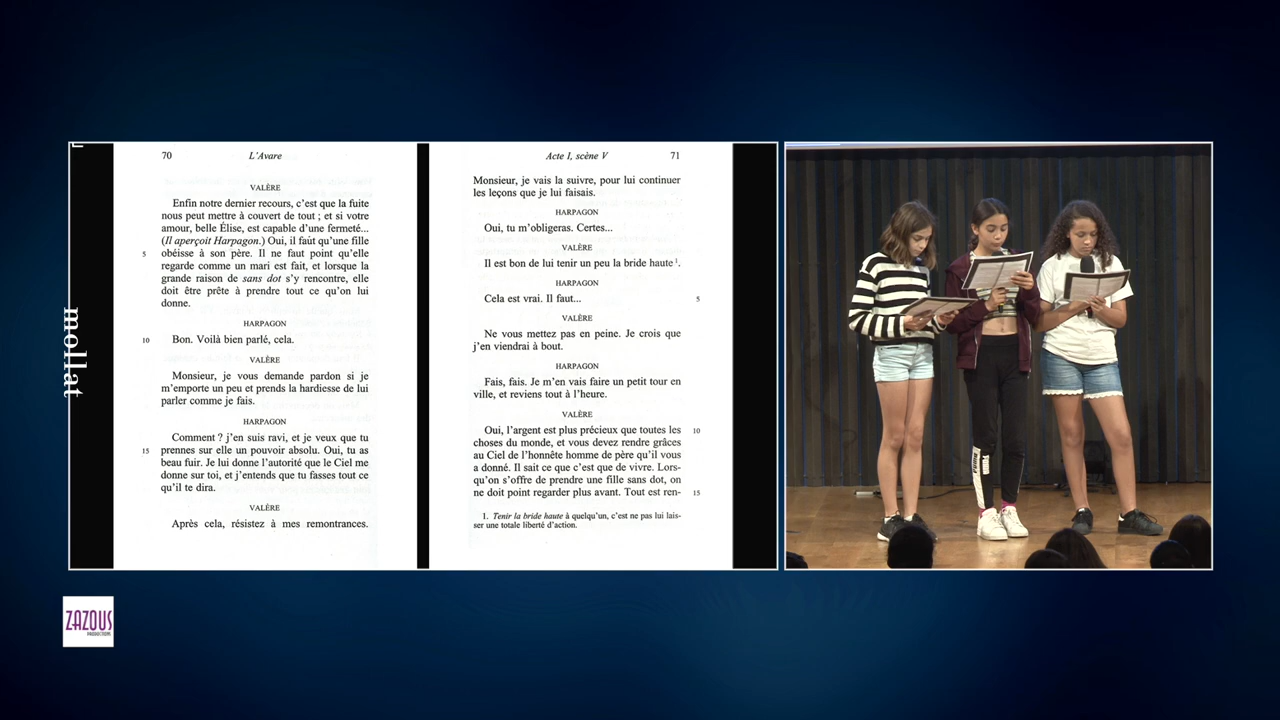 70
L'Avare
VALÈRE
Enfin notre dernier recours, c'est que la fuite
nous peut mettre à couvert de tout ; et si votre
amour, belle Élise, est capable d'une fermeté...
(Il aperçoit Harpagon.) Oui, il faut qu'une fille
5
obéisse à son père. Il ne faut point qu'elle
regarde comme un mari est fait, et lorsque la
grande raison de sans dot s'y rencontre, elle
doit être prête à prendre tout ce qu'on lui
donne.
HARPAGON
10
Bon. Voilà bien parlé, cela.
VALÈRE
Monsieur, je vous demande pardon si je
m'emporte un peu et prends la hardiesse de lui
parler comme je fais.
HARPAGON
Comment ? j'en suis ravi, et je veux que tu
15
prennes sur elle un pouvoir absolu. Oui, tu as
beau fuir. Je lui donne l'autorité que le Ciel me
donne sur toi, et j'entends que tu fasses tout ce
qu'il te dira.
VALÈRE
Après cela, résistez à mes remontrances.
Acte I, scène V
71
Monsieur, je vais la suivre, pour lui continuer
les leçons que je lui faisais.
HARPAGON
Oui, tu m'obligeras. Certes...
VALÈRE
Il est bon de lui tenir un peu la bride haute 1.
HARPAGON
Cela est vrai. Il faut...
5
VALÈRE
Ne vous mettez pas en peine. Je crois que
j'en viendrai à bout.
HARPAGON
Fais, fais. Je m'en vais faire un petit tour en
ville, et reviens tout à l'heure.
VALÈRE
Oui, l'argent est plus précieux que toutes les
10
choses du monde, et vous devez rendre grâces
au Ciel de l'honnête homme de père qu'il vous
a donné. Il sait ce que c'est que de vivre. Lors-
qu'on s'offre de prendre une fille sans dot, on
ne doit point regarder plus avant. Tout est ren-
15
1. Tenir la bride haute à quelqu'un, c'est ne pas lui lais-
ser une totale liberté d'action.
mollat
ZAZOUS
PRODUCTIONS